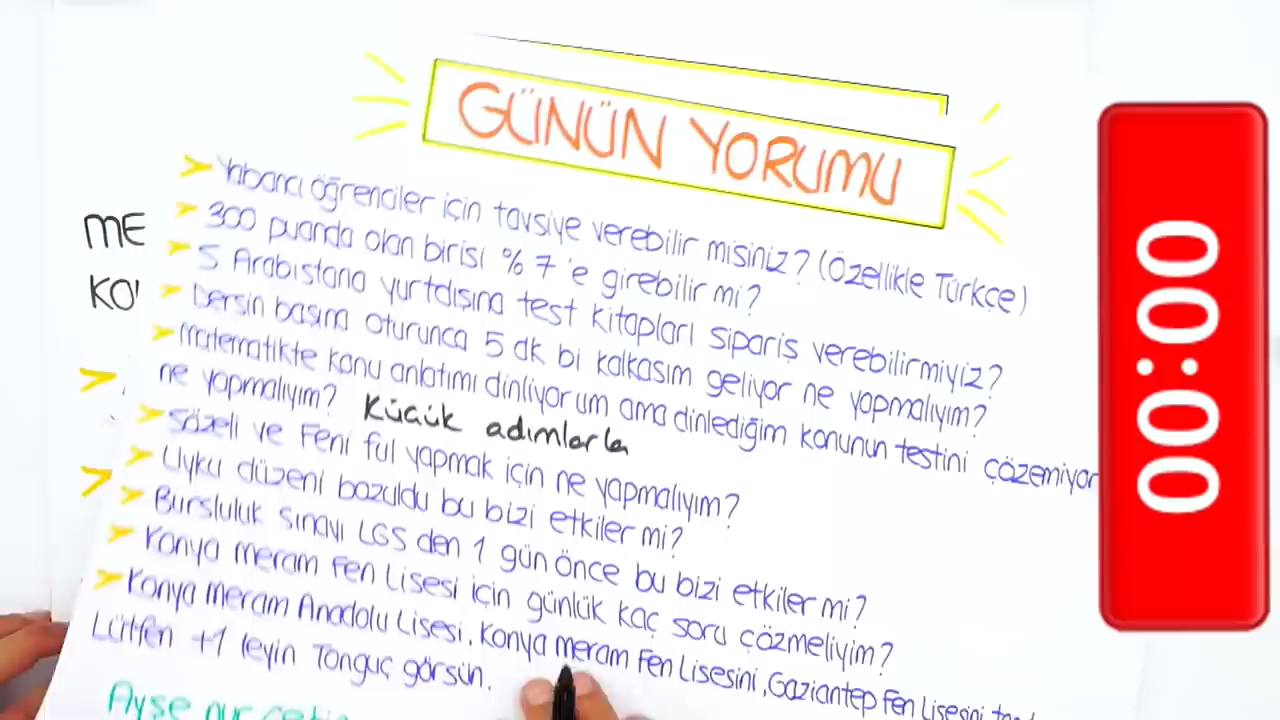 GÜNÜN YORUMU
Yabancı öğrenciler için tavsiye verebilir misiniz? (Özellikle Türkçe)
300 puanda olan birisi %7'e girebilir mi?
S Arabistana yurtdışına test kitapları sipariş verebilirmiyiz?
Dersin başına oturunca 5 dk bi kalkasım geliyor ne yapmalıyım?
Matematikte konu anlatımı dinliyorum ama dinlediğim konunun testini çözemiyor
ne yapmalıyım? Küçük adımlarla
Sözeli ve Feni ful yapmak için ne yapmalıyım?
Uyku düzeni bozuldu bu bizi etkiler mi?
Bursluluk sınavı LGS den 1 gün önce bu bizi etkiler mi?
Konya meram Fen Lisesi için günlük kaç soru çözmeliyim?
Konya meram Anadolu Lisesi, Konya meram Fen Lisesini, Gaziantep Fen Lisesini
Lütfen +1 leyin Tonguç görsün.
Ayşe nur
ME
KO
00:00